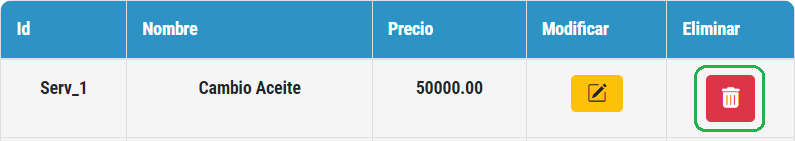 Id Nombre Precio Modificar Eliminar
Serv_1 Cambio Aceite 50000.00